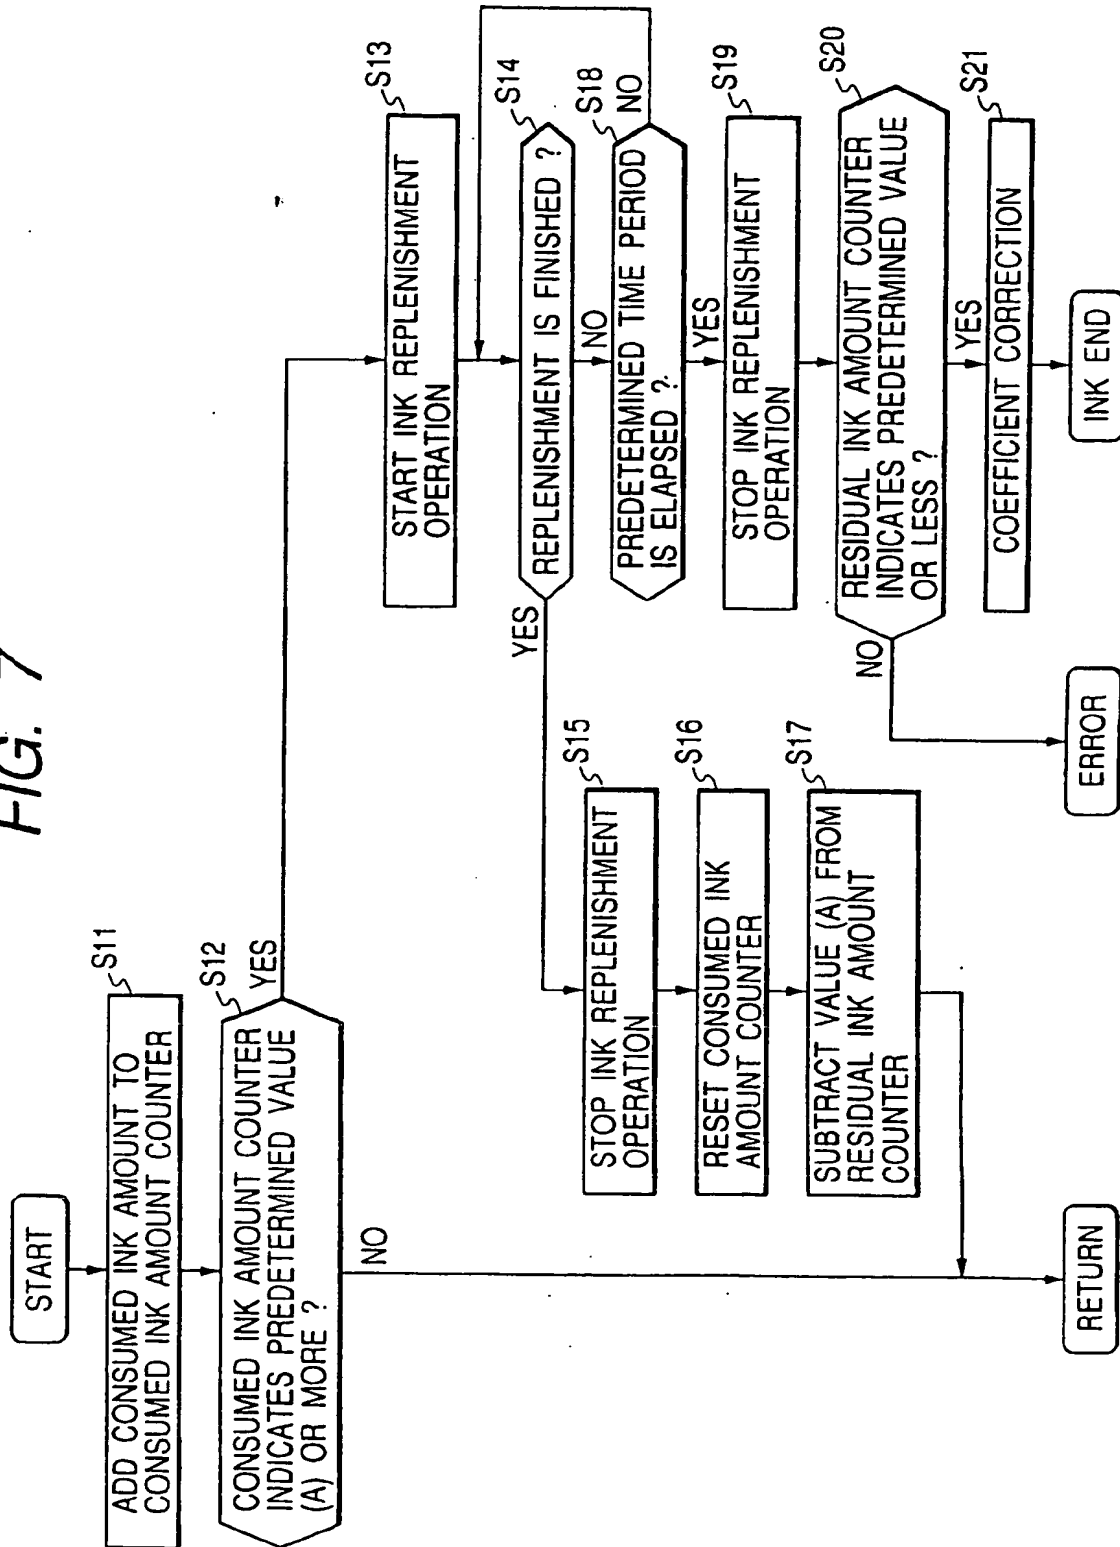 FIG. 7
START
ADD CONSUMED INK AMOUNT TO
CONSUMED INK AMOUNT COUNTER
S11
CONSUMED INK AMOUNT COUNTER
INDICATES PREDETERMINED VALUE
(A) OR MORE ?
S12
YES
NO
START INK REPLENISHMENT
OPERATION
S13
REPLENISHMENT IS FINISHED ?
S14
YES
NO
STOP INK REPLENISHMENT
OPERATION
S15
RESET CONSUMED INK
AMOUNT COUNTER
S16
SUBTRACT VALUE (A) FROM
RESIDUAL INK AMOUNT
COUNTER
S17
PREDETERMINED TIME PERIOD
IS ELAPSED ?
S18
NO
YES
STOP INK REPLENISHMENT
OPERATION
S19
RESIDUAL INK AMOUNT COUNTER
INDICATES PREDETERMINED VALUE
OR LESS ?
S20
NO
YES
COEFFICIENT CORRECTION
S21
RETURN
ERROR
INK END